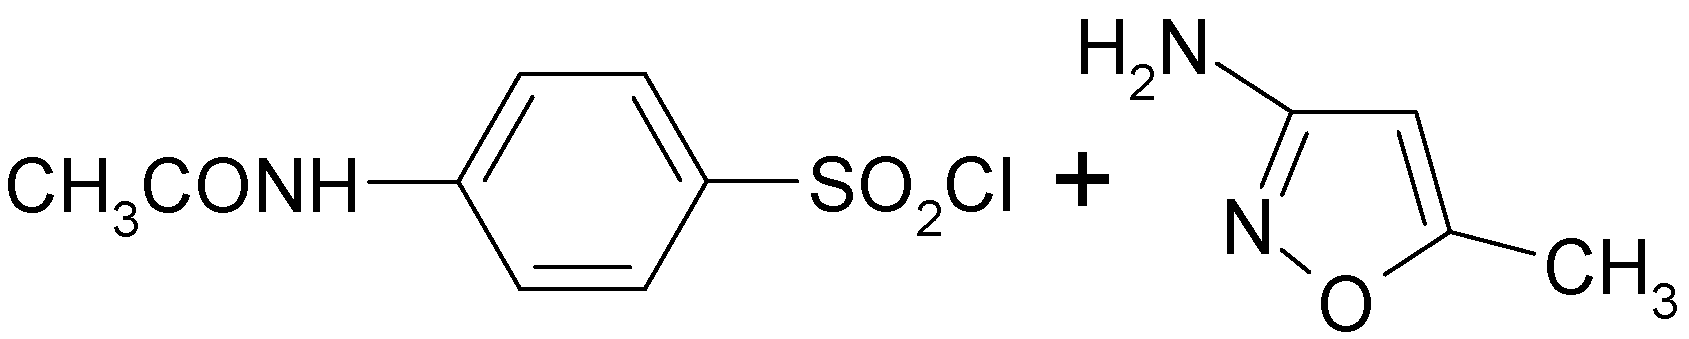 H₂N
CH₃CONH SO₂Cl + N CH₃
O